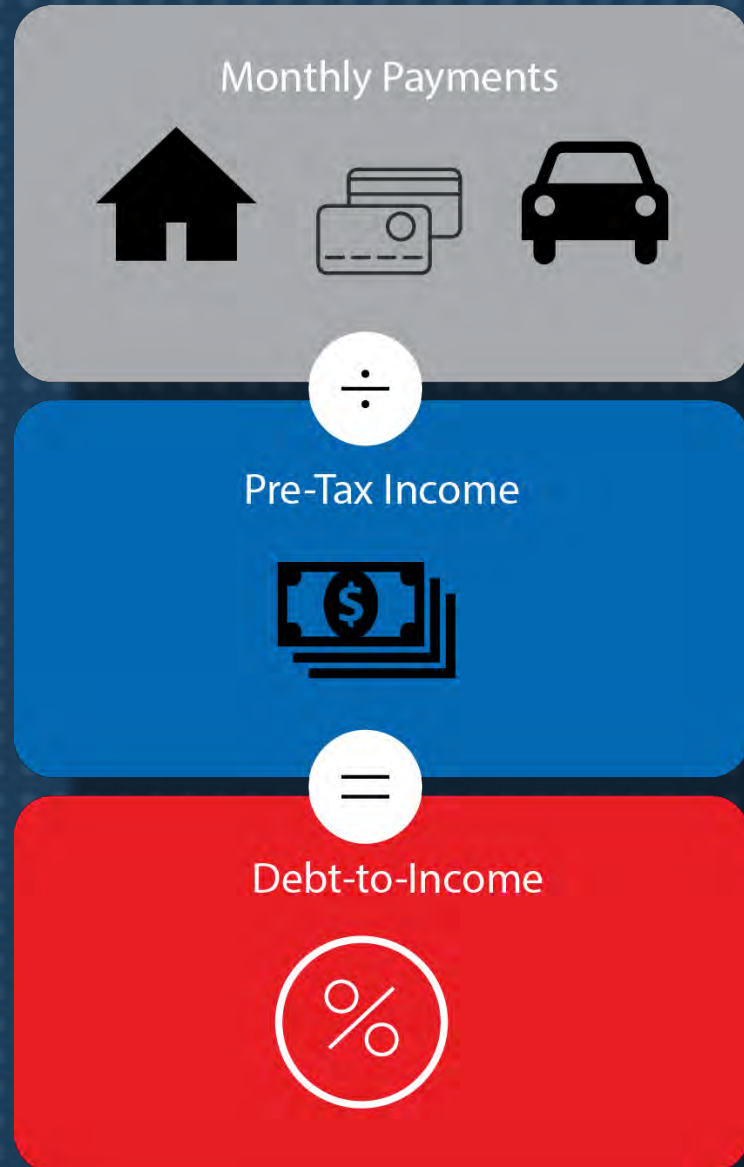 Monthly Payments
÷
Pre-Tax Income
$
=
Debt-to-Income
%